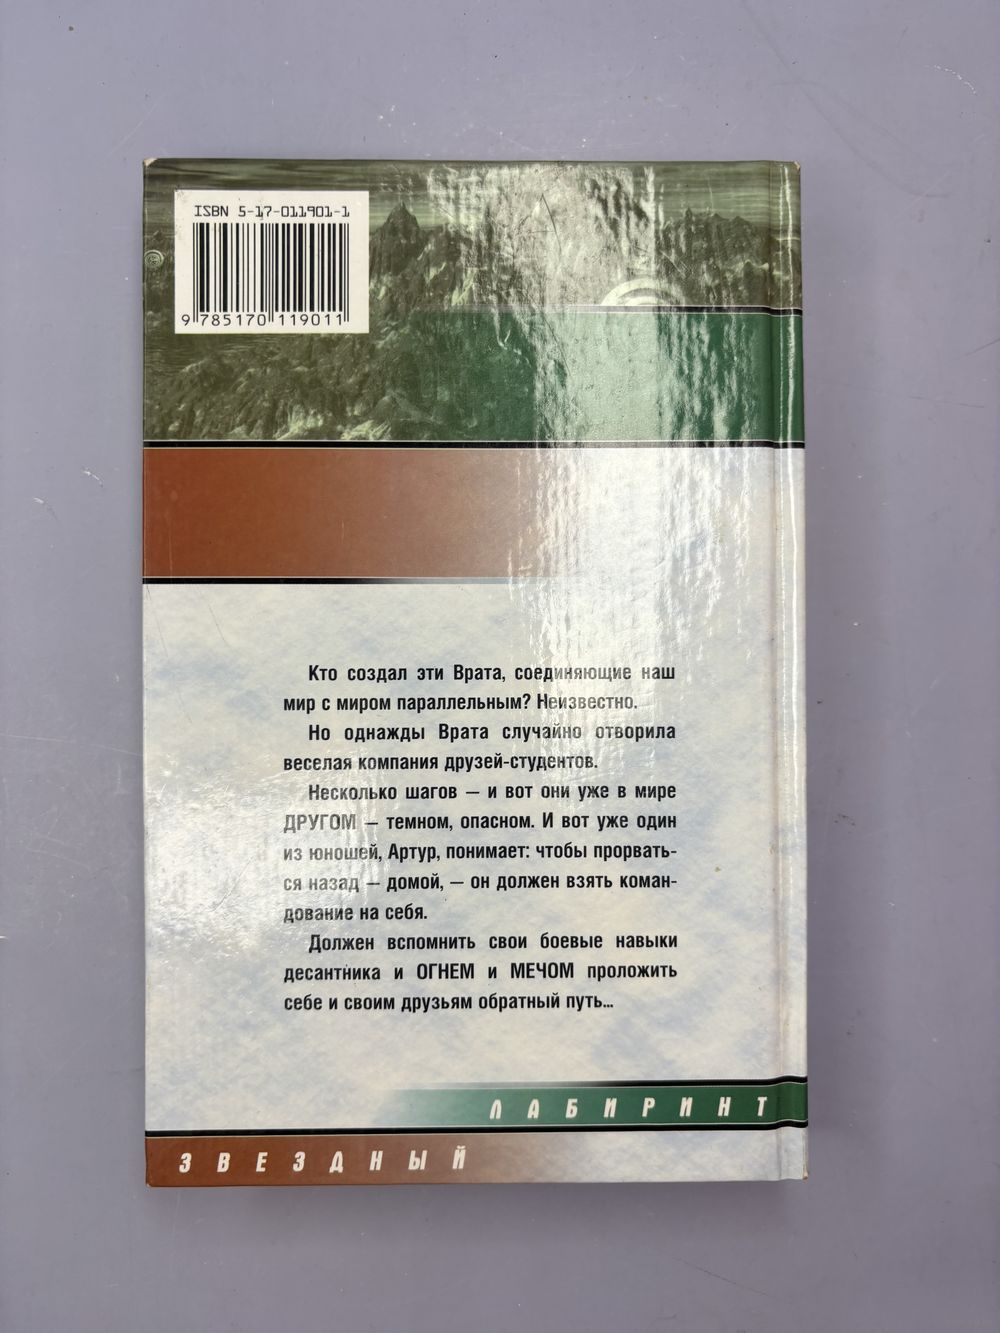 ISBN 5-17-011901-1
9 785170 119011
Кто создал эти Врата, соединяющие наш
мир с миром параллельным? Неизвестно.
Но однажды Врата случайно отворила
веселая компания друзей-студентов.
Несколько шагов — и вот они уже в мире
ДРУГОМ — темном, опасном. И вот уже один
из юношей, Артур, понимает: чтобы прорвать-
ся назад — домой, — он должен взять коман-
дование на себя.
Должен вспомнить свои боевые навыки
десантника и ОГНЕМ и МЕЧОМ проложить
себе и своим друзьям обратный путь...
ЛАБИРИНТ
ЗВЕЗДНЫЙ